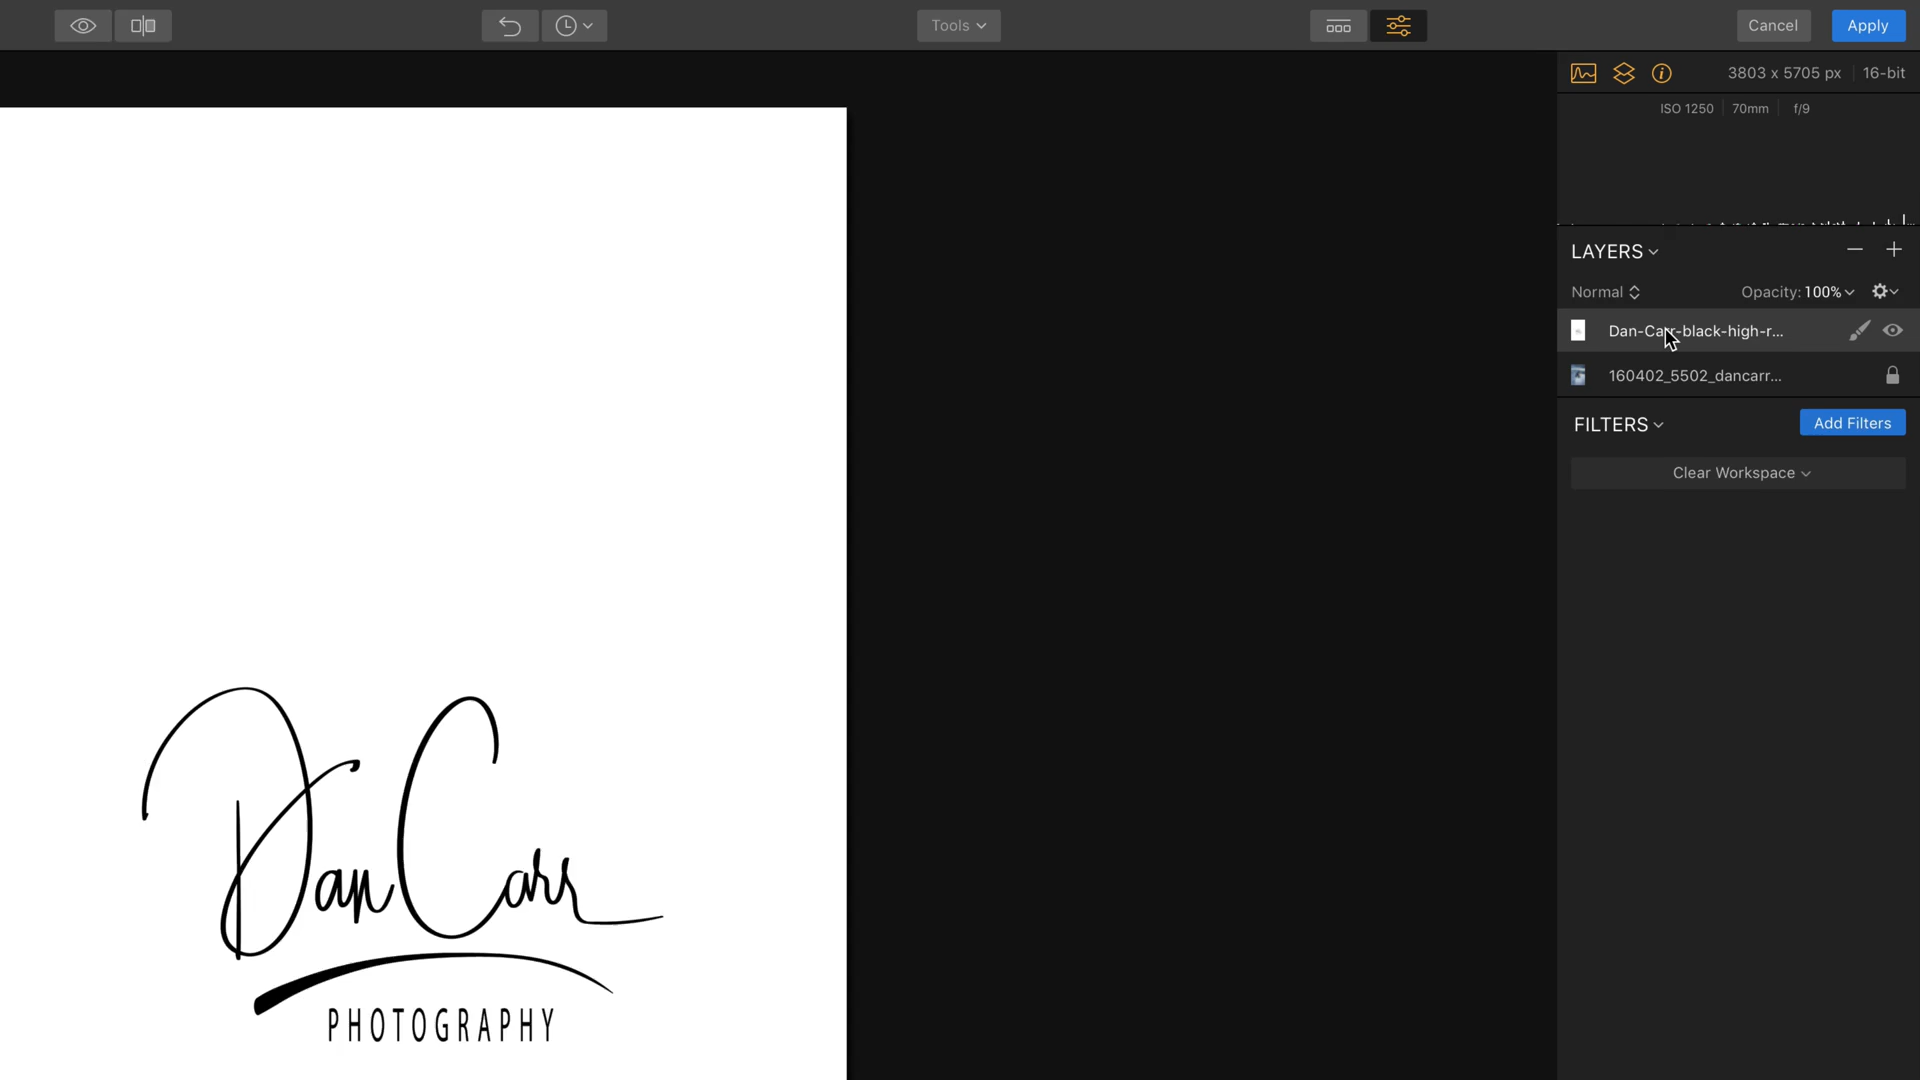 Tools
Cancel
Apply
3803 x 5705 px
16-bit
ISO 1250
70mm
f/9
LAYERS
Normal
Opacity: 100%
Dan-Carr-black-high-r...
160402_5502_dancarr...
FILTERS
Add Filters
Clear Workspace
Dan Carr
PHOTOGRAPHY